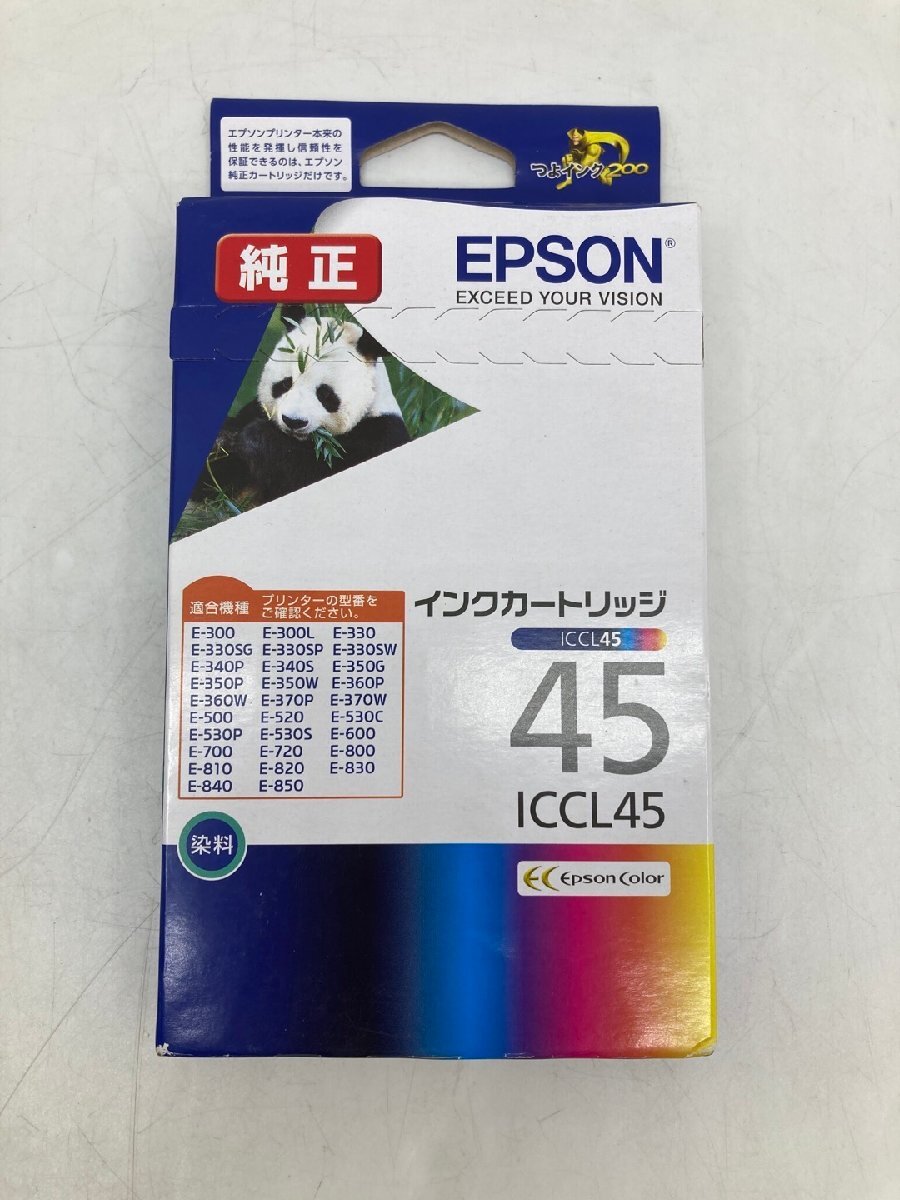 エプソンプリンター本来の
性能を発揮し信頼性を
保証できるのは、エプソン
純正カートリッジだけです。
つよインク200
純正
EPSON®
EXCEED YOUR VISION
適合機種 プリンターの型番を
ご確認ください。
E-300 E-300L E-330
E-330SG E-330SP E-330SW
E-340P E-340S E-350G
E-350P E-350W E-360P
E-360W E-370P E-370W
E-500 E-520 E-530C
E-530P E-530S E-600
E-700 E-720 E-800
E-810 E-820 E-830
E-840 E-850
インクカートリッジ
ICCL45
45
ICCL45
染料
EC Epson Color